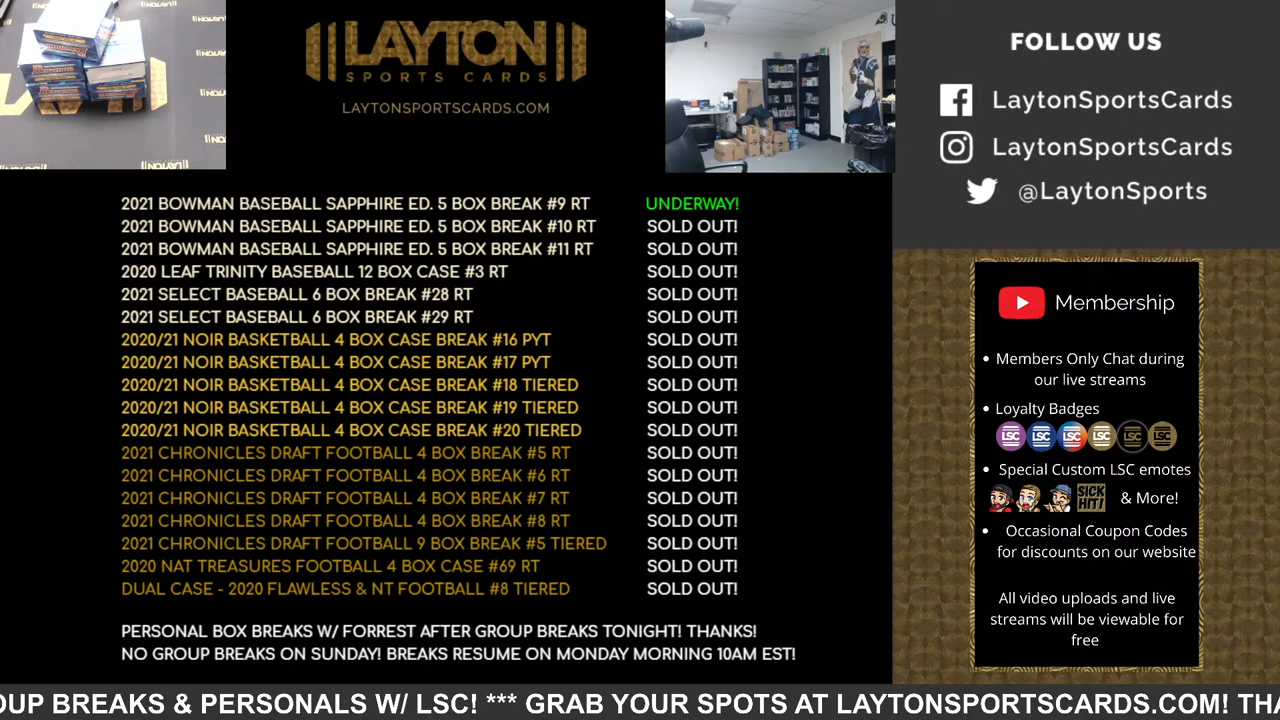 LAYTON
SPORTS CARDS
LAYTONSPORTSCARDS.COM
FOLLOW US
LaytonSportsCards
LaytonSportsCards
@LaytonSports
2021 BOWMAN BASEBALL SAPPHIRE ED. 5 BOX BREAK #9 RT UNDERWAY!
2021 BOWMAN BASEBALL SAPPHIRE ED. 5 BOX BREAK #10 RT SOLD OUT!
2021 BOWMAN BASEBALL SAPPHIRE ED. 5 BOX BREAK #11 RT SOLD OUT!
2020 LEAF TRINITY BASEBALL 12 BOX CASE #3 RT SOLD OUT!
2021 SELECT BASEBALL 6 BOX BREAK #28 RT SOLD OUT!
2021 SELECT BASEBALL 6 BOX BREAK #29 RT SOLD OUT!
2020/21 NOIR BASKETBALL 4 BOX CASE BREAK #16 PYT SOLD OUT!
2020/21 NOIR BASKETBALL 4 BOX CASE BREAK #17 PYT SOLD OUT!
2020/21 NOIR BASKETBALL 4 BOX CASE BREAK #18 TIERED SOLD OUT!
2020/21 NOIR BASKETBALL 4 BOX CASE BREAK #19 TIERED SOLD OUT!
2020/21 NOIR BASKETBALL 4 BOX CASE BREAK #20 TIERED SOLD OUT!
2021 CHRONICLES DRAFT FOOTBALL 4 BOX BREAK #5 RT SOLD OUT!
2021 CHRONICLES DRAFT FOOTBALL 4 BOX BREAK #6 RT SOLD OUT!
2021 CHRONICLES DRAFT FOOTBALL 4 BOX BREAK #7 RT SOLD OUT!
2021 CHRONICLES DRAFT FOOTBALL 4 BOX BREAK #8 RT SOLD OUT!
2021 CHRONICLES DRAFT FOOTBALL 9 BOX BREAK #5 TIERED SOLD OUT!
2020 NAT TREASURES FOOTBALL 4 BOX CASE #69 RT SOLD OUT!
DUAL CASE - 2020 FLAWLESS & NT FOOTBALL #8 TIERED SOLD OUT!
PERSONAL BOX BREAKS W/ FORREST AFTER GROUP BREAKS TONIGHT! THANKS!
NO GROUP BREAKS ON SUNDAY! BREAKS RESUME ON MONDAY MORNING 10AM EST!
Membership
• Members Only Chat during
our live streams
• Loyalty Badges
LSC LSC LSC LSC LSC LSC
• Special Custom LSC emotes
SICK HIT! & More!
• Occasional Coupon Codes
for discounts on our website
All video uploads and live
streams will be viewable for
free
OUP BREAKS & PERSONALS W/ LSC! *** GRAB YOUR SPOTS AT LAYTONSPORTSCARDS.COM! THA